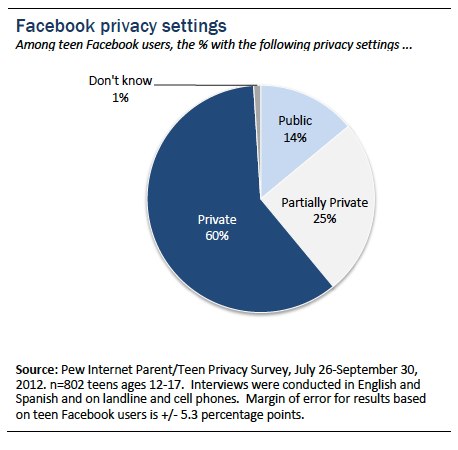 Facebook privacy settings
Among teen Facebook users, the % with the following privacy settings ...
Don't know
1%
Public
14%
Partially Private
25%
Private
60%
Source: Pew Internet Parent/Teen Privacy Survey, July 26-September 30,
2012. n=802 teens ages 12-17. Interviews were conducted in English and
Spanish and on landline and cell phones. Margin of error for results based
on teen Facebook users is +/- 5.3 percentage points.